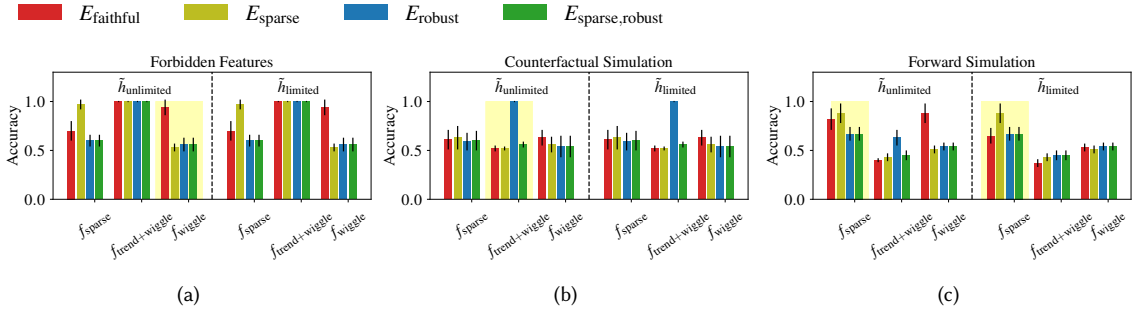 E_faithful E_sparse E_robust E_sparse,robust
Forbidden Features
h̃_unlimited h̃_limited
Accuracy
1.0
0.5
0.0
f_sparse f_trend+wiggle f_wiggle f_sparse f_trend+wiggle f_wiggle
(a)
Counterfactual Simulation
h̃_unlimited h̃_limited
Accuracy
1.0
0.5
0.0
f_sparse f_trend+wiggle f_wiggle f_sparse f_trend+wiggle f_wiggle
(b)
Forward Simulation
h̃_unlimited h̃_limited
Accuracy
1.0
0.5
0.0
f_sparse f_trend+wiggle f_wiggle f_sparse f_trend+wiggle f_wiggle
(c)